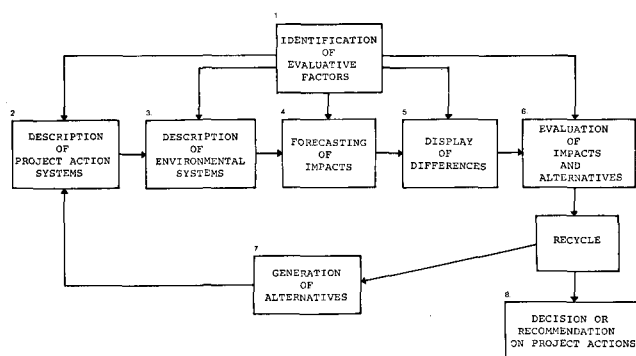 1
IDENTIFICATION
OF
EVALUATIVE
FACTORS
2
DESCRIPTION
OF
PROJECT ACTION
SYSTEMS
3.
DESCRIPTION
OF
ENVIRONMENTAL
SYSTEMS
4
FORECASTING
OF
IMPACTS
5
DISPLAY
OF
DIFFERENCES
6.
EVALUATION
OF
IMPACTS
AND
ALTERNATIVES
RECYCLE
7
GENERATION
OF
ALTERNATIVES
8.
DECISION OR
RECOMMENDATION
ON PROJECT ACTIONS